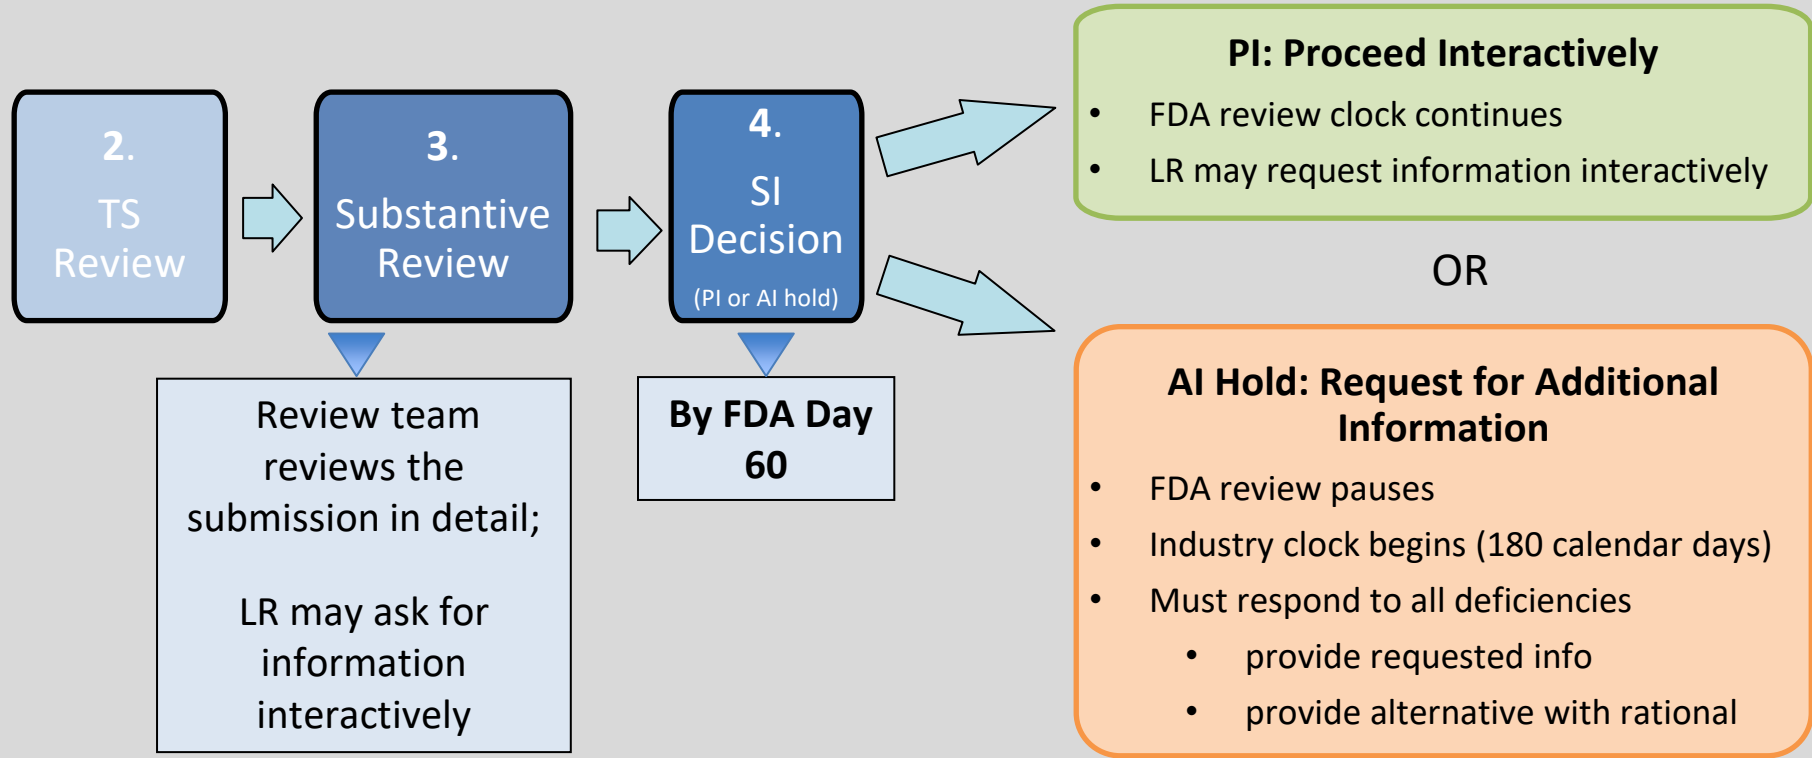 2.
TS
Review
3.
Substantive
Review
4.
SI
Decision
(PI or AI hold)
Review team
reviews the
submission in detail;
LR may ask for
information
interactively
By FDA Day
60
PI: Proceed Interactively
• FDA review clock continues
• LR may request information interactively
OR
AI Hold: Request for Additional
Information
• FDA review pauses
• Industry clock begins (180 calendar days)
• Must respond to all deficiencies
• provide requested info
• provide alternative with rational